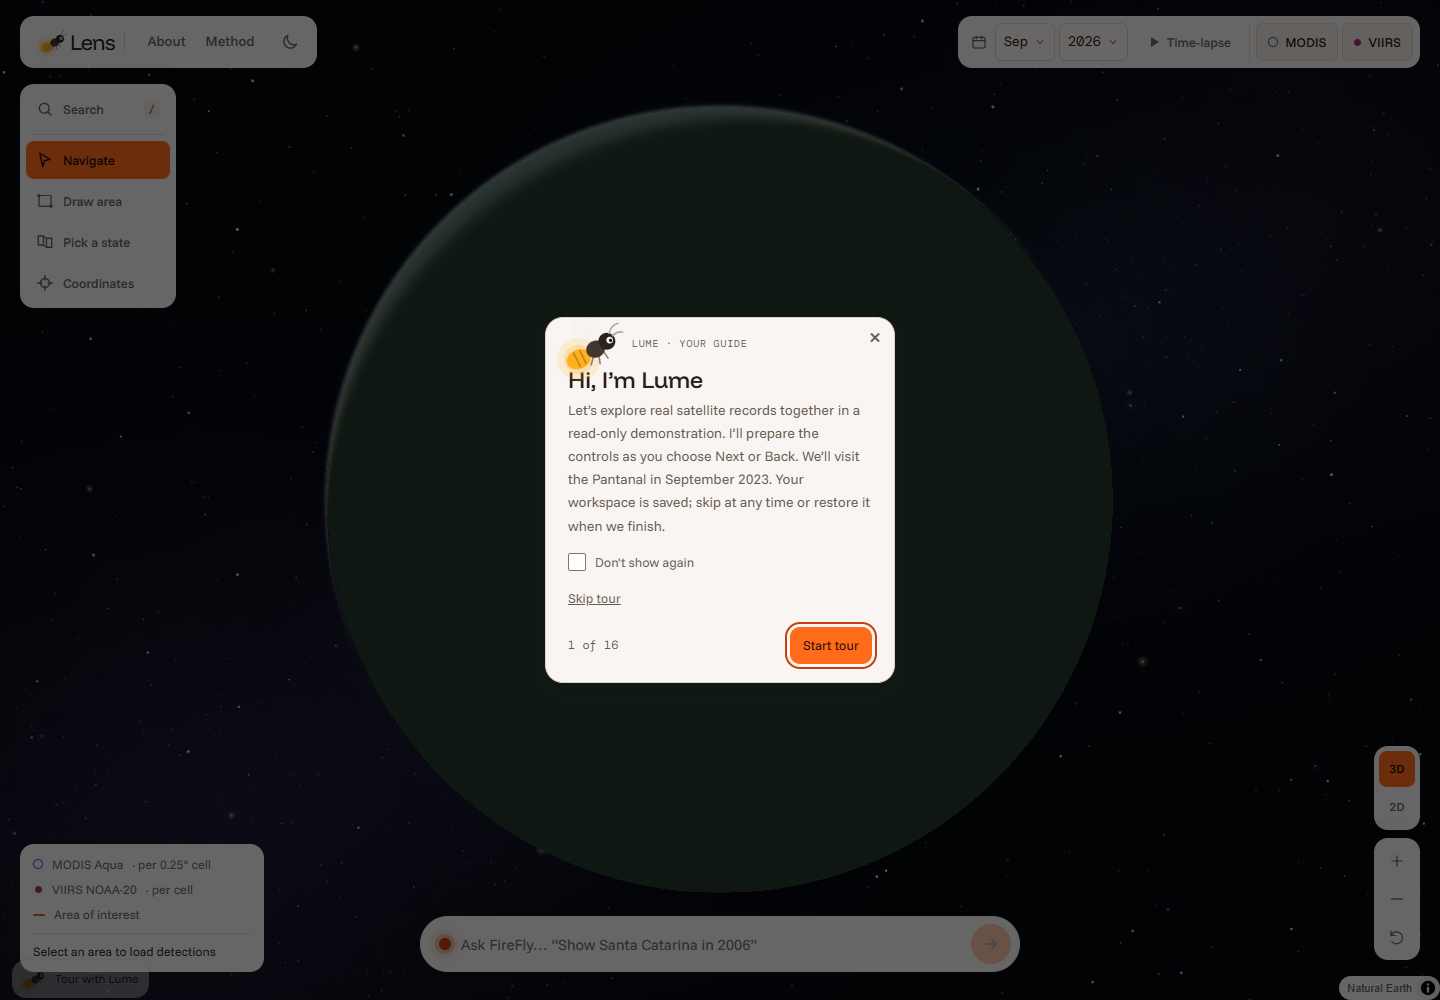 Lens
About
Method
Sep
2026
Time-lapse
MODIS
VIIRS
Search
/
Navigate
Draw area
Pick a state
Coordinates
LUME · YOUR GUIDE
Hi, I’m Lume
Let’s explore real satellite records together in a
read-only demonstration. I’ll prepare the
controls as you choose Next or Back. We’ll visit
the Pantanal in September 2023. Your
workspace is saved; skip at any time or restore it
when we finish.
Don't show again
Skip tour
1 of 16
Start tour
3D
2D
MODIS Aqua · per 0.25° cell
VIIRS NOAA-20 · per cell
Area of interest
Select an area to load detections
Tour with Lume
Ask FireFly… “Show Santa Catarina in 2006”
Natural Earth